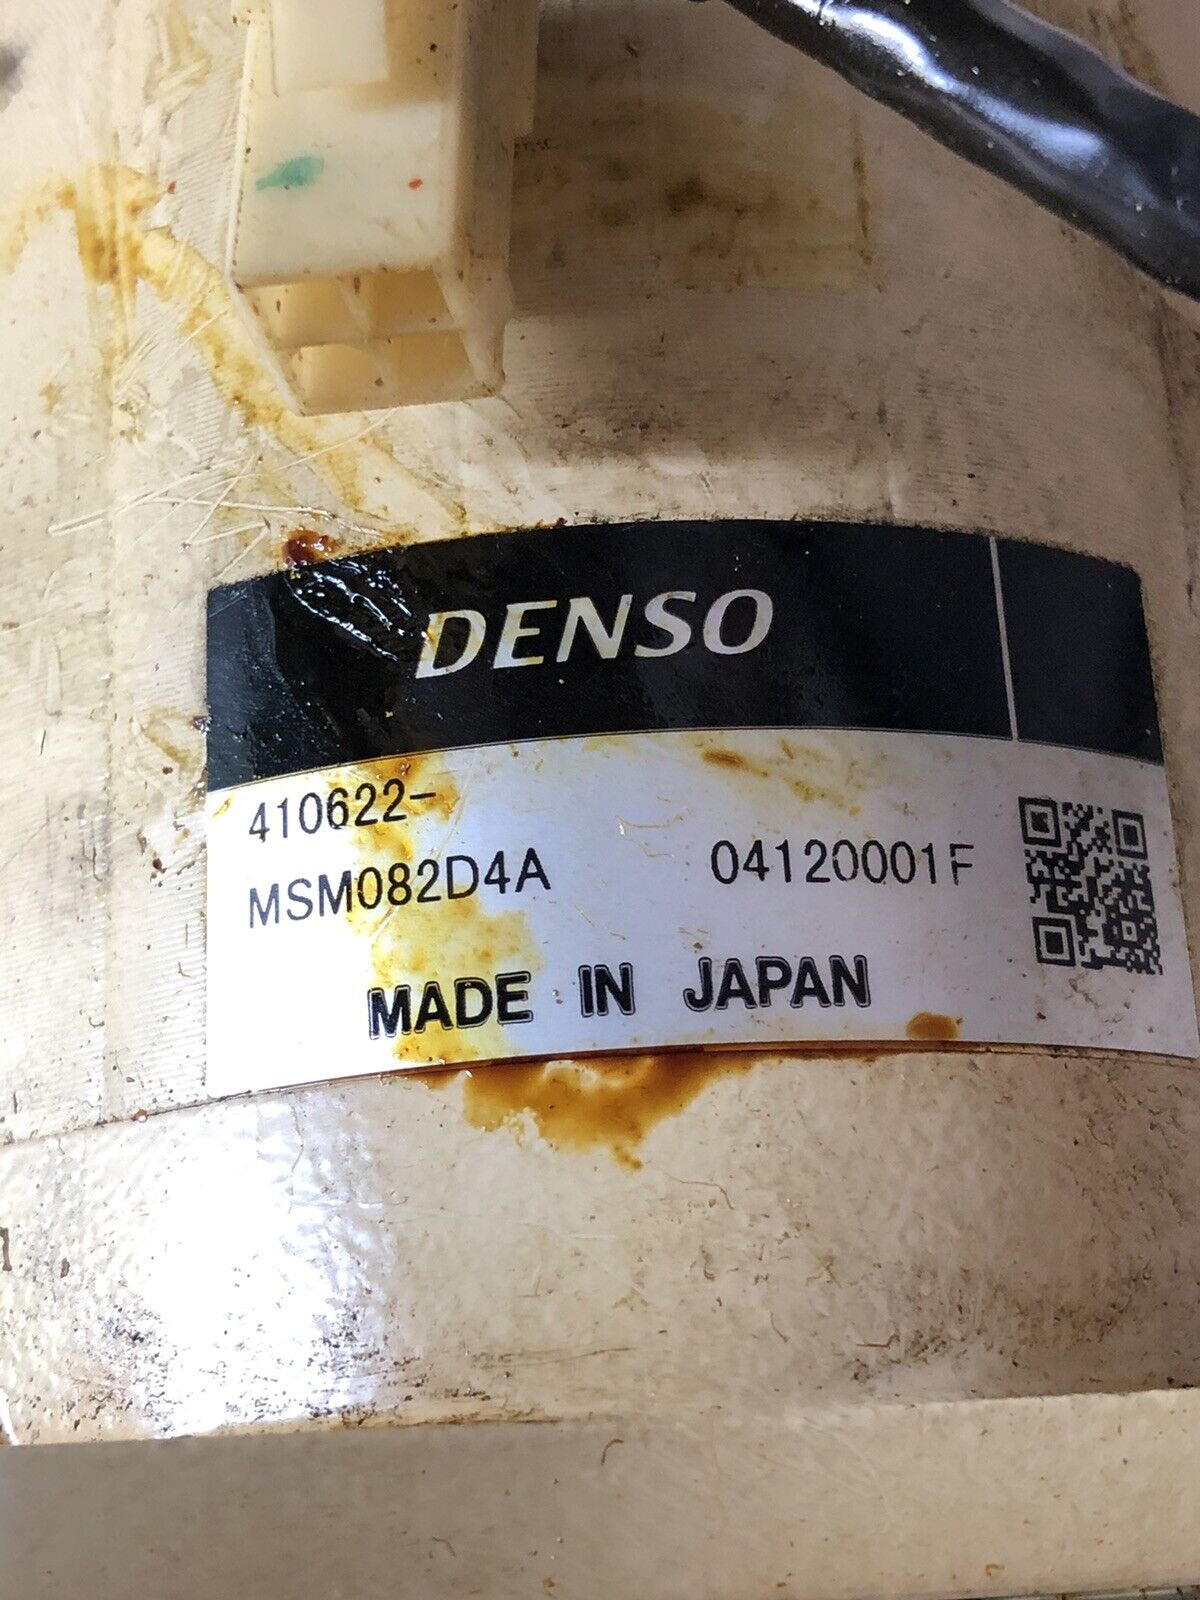 DENSO
410622-
MSM082D4A 04120001F
MADE IN JAPAN